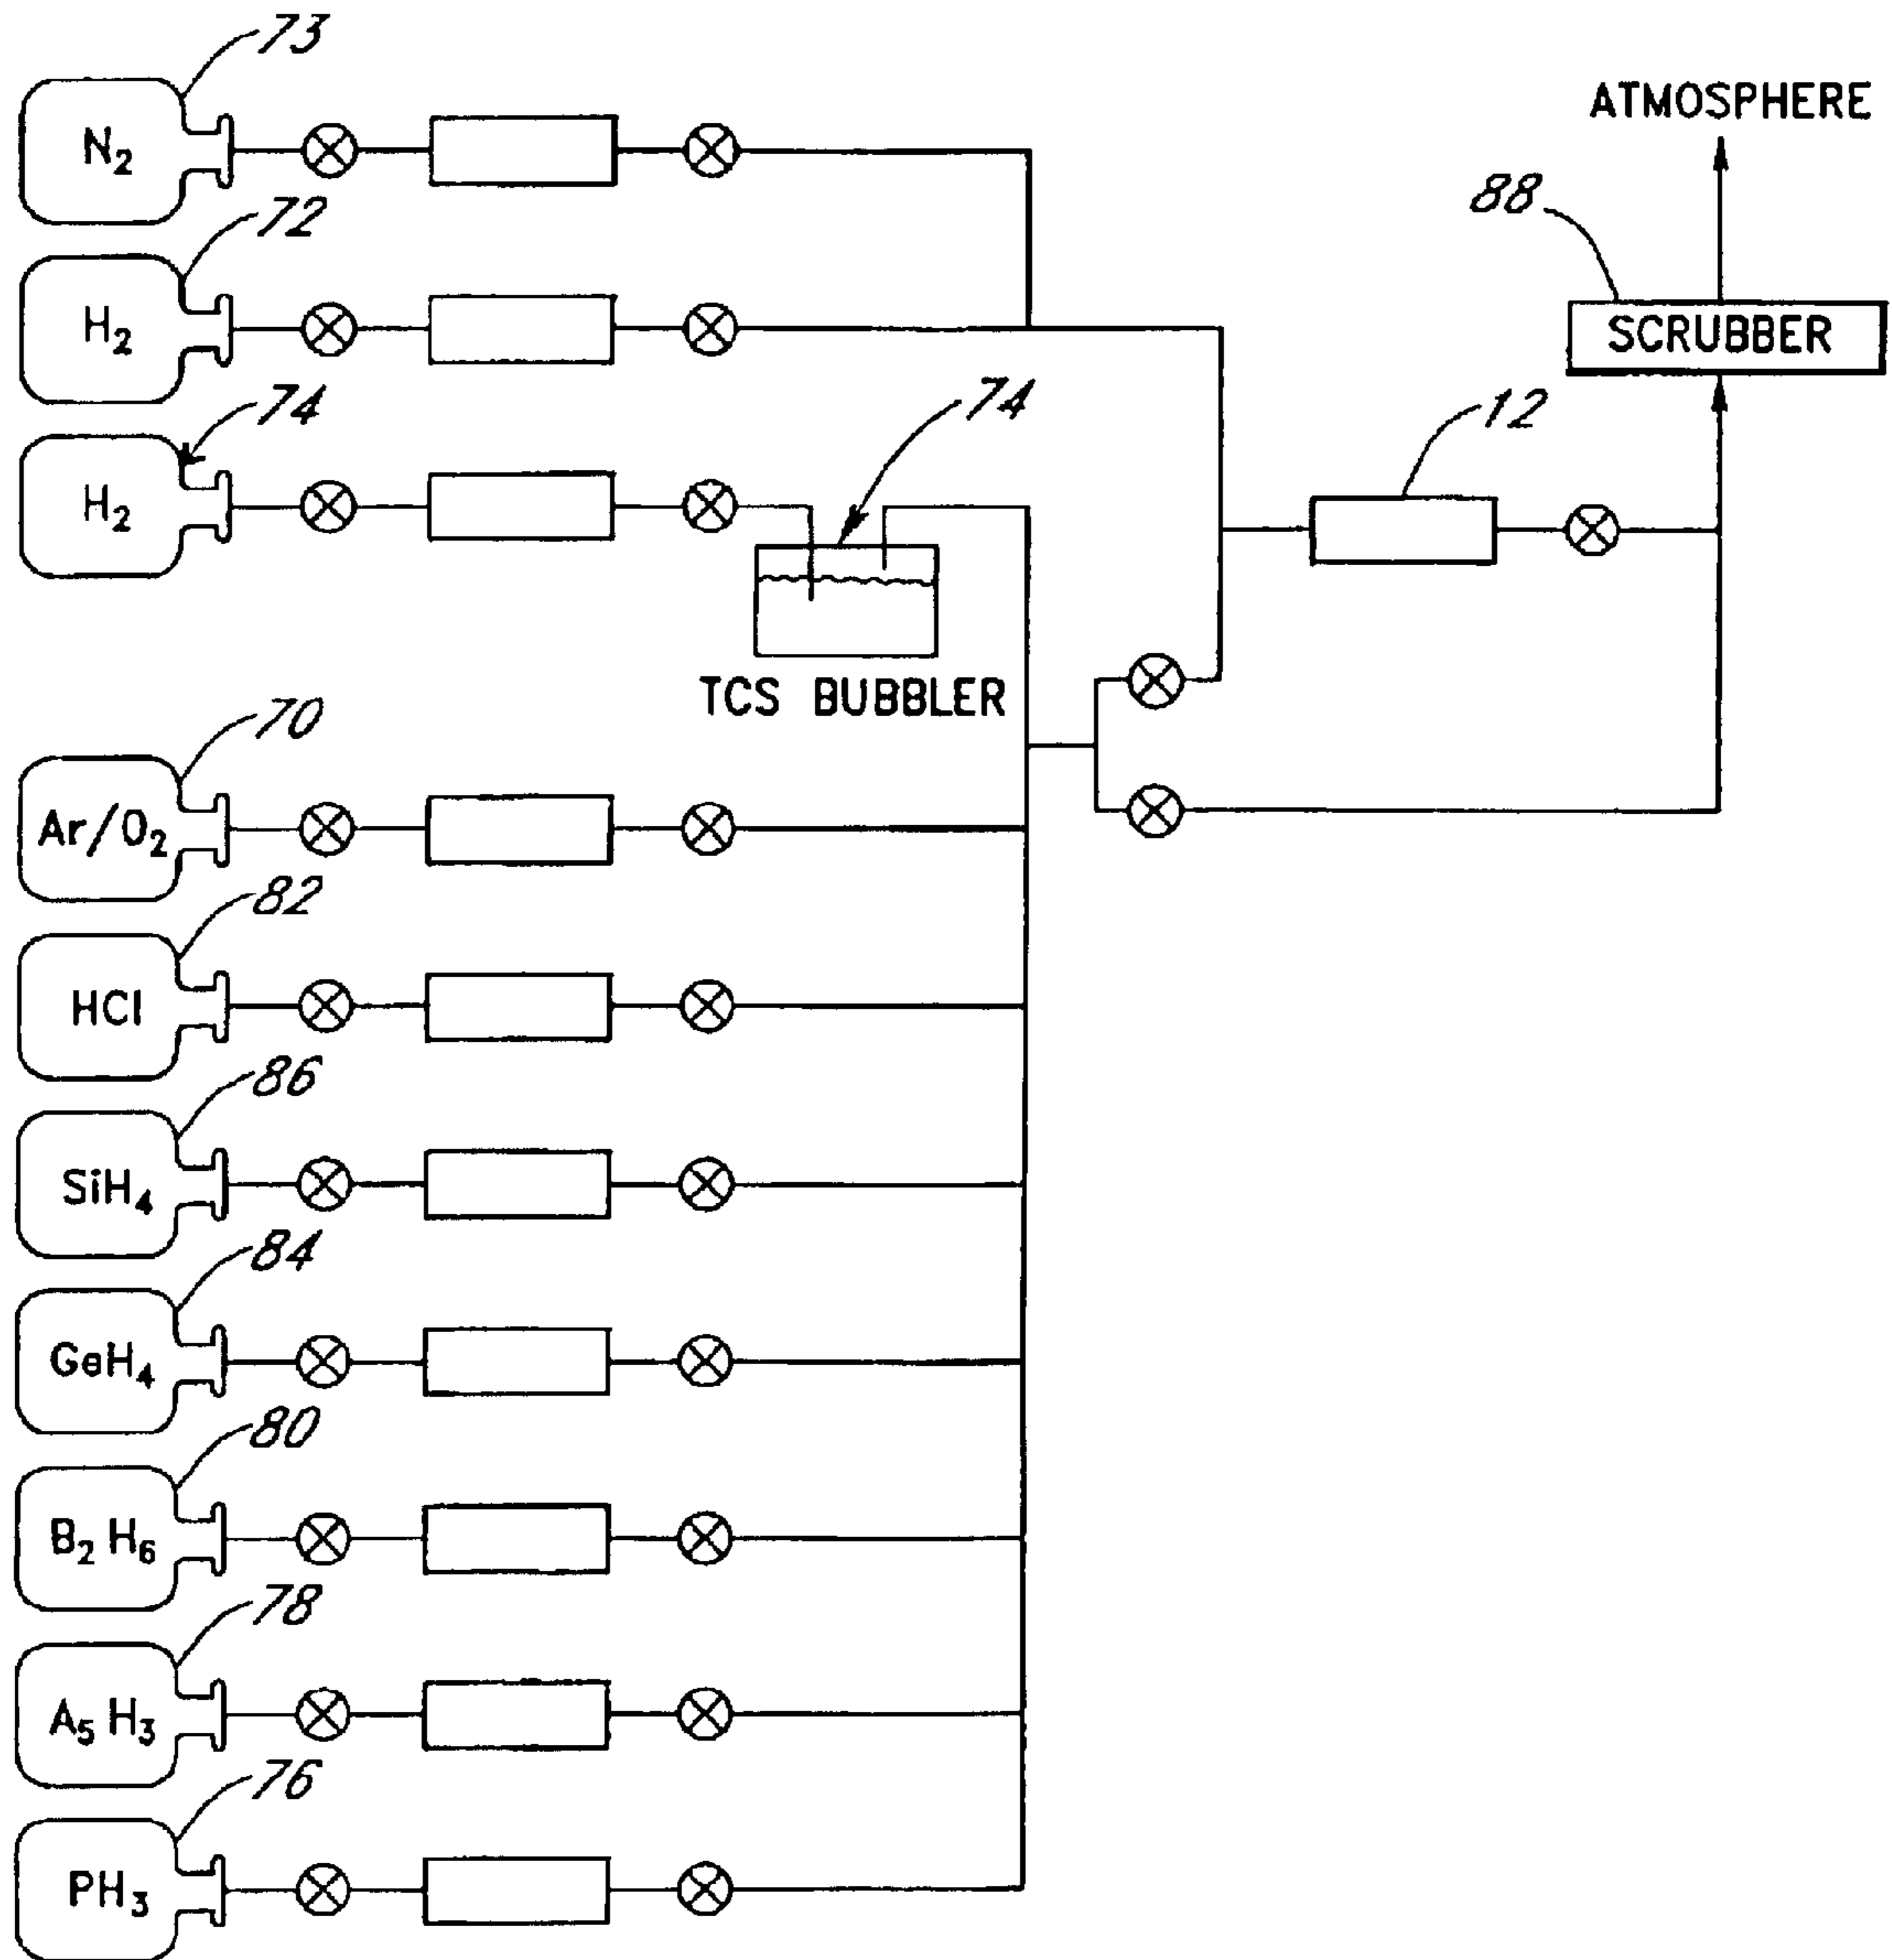 73
N₂
ATMOSPHERE
88
72
H₂
SCRUBBER
74
74
12
H₂
TCS BUBBLER
70
Ar/O₂
82
HCl
86
SiH₄
84
GeH₄
80
B₂ H₆
78
A₅ H₃
76
PH₃